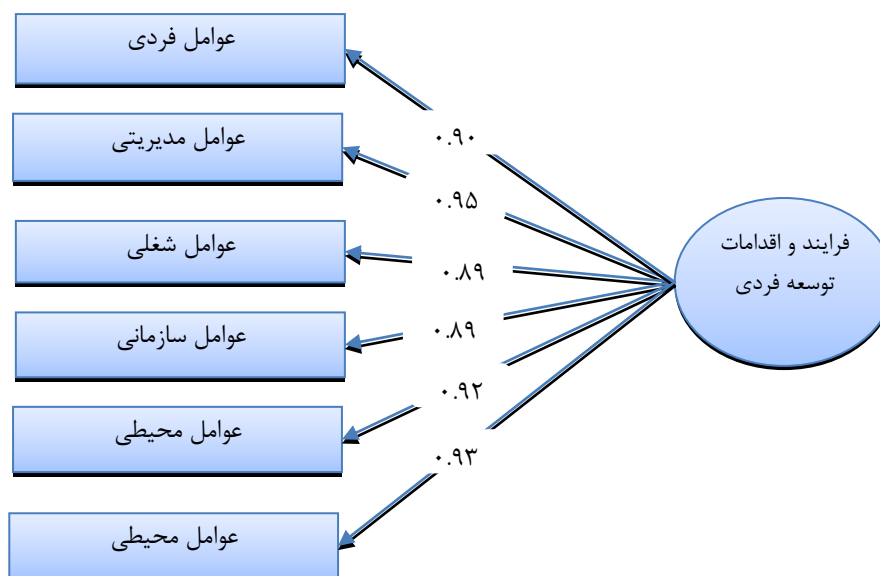 عوامل فردی
۰.۹۰
عوامل مدیریتی
۰.۹۵
عوامل شغلی
۰.۸۹
فرایند و اقدامات
توسعه فردی
عوامل سازمانی
۰.۸۹
عوامل محیطی
۰.۹۲
عوامل محیطی
۰.۹۳